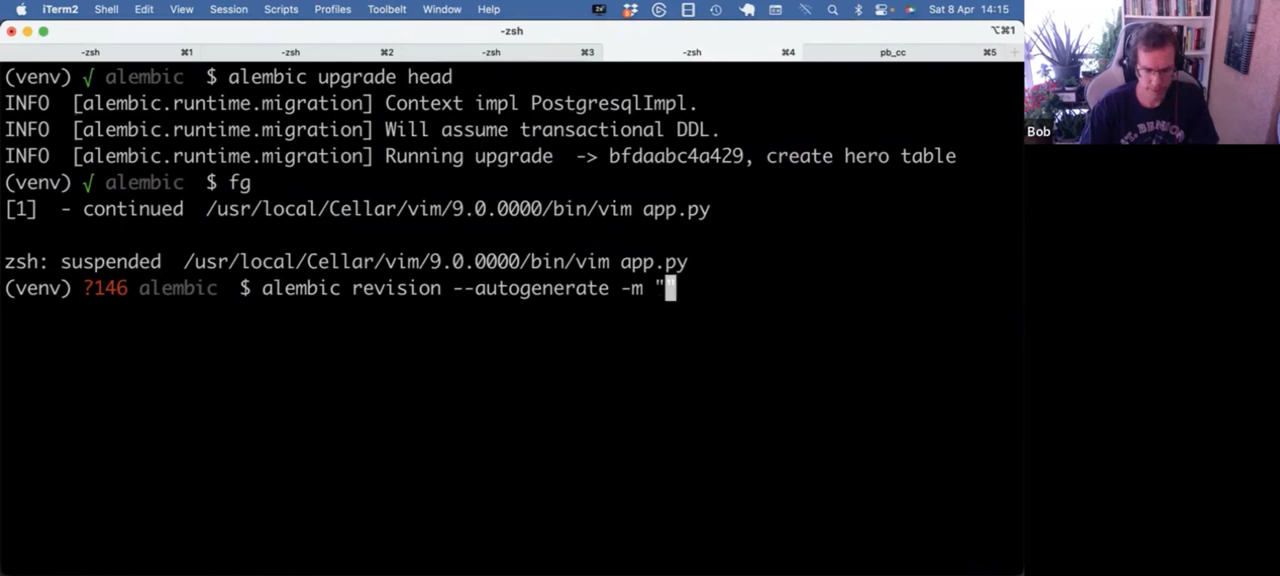 iTerm2 Shell Edit View Session Scripts Profiles Toolbelt Window Help Sat 8 Apr 14:15
-zsh ⌥⌘1
-zsh ⌘1 -zsh ⌘2 -zsh ⌘3 -zsh ⌘4 pb_cc ⌘5
(venv) √ alembic $ alembic upgrade head
INFO [alembic.runtime.migration] Context impl PostgresqlImpl.
INFO [alembic.runtime.migration] Will assume transactional DDL.
INFO [alembic.runtime.migration] Running upgrade -> bfdaabc4a429, create hero table
(venv) √ alembic $ fg
[1] - continued /usr/local/Cellar/vim/9.0.0000/bin/vim app.py
zsh: suspended /usr/local/Cellar/vim/9.0.0000/bin/vim app.py
(venv) ?146 alembic $ alembic revision --autogenerate -m ""
Bob